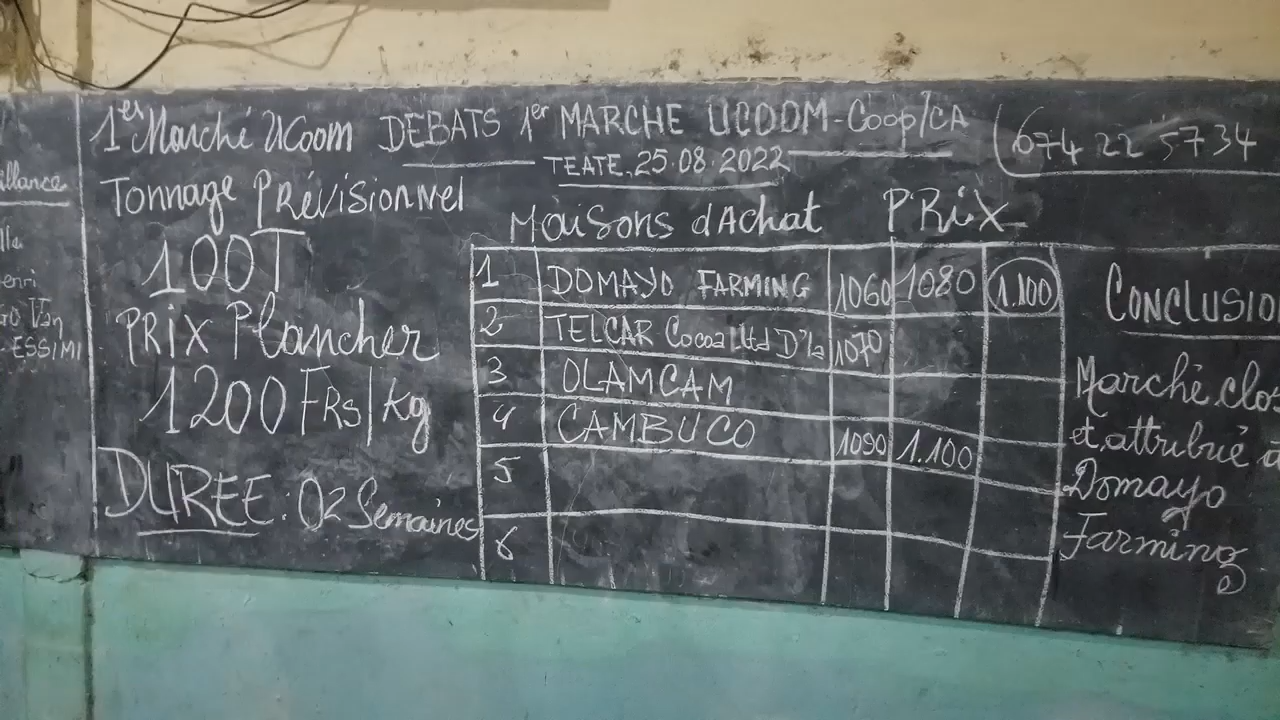 1er Marché UCoom
DEBATS 1er MARCHE UCOOM-Coop/CA
TEATE, 25.08.2022
674 22 57 34
Tonnage Prévisionnel
100T
PRIX Plancher
1200 FRs/kg
DUREE : 02 Semaines
Maisons d'Achat PRiX
1 DOMAYO FARMING 1060 1080 1.100
2 TELCAR Cocoa Ltd D'la 1070
3 OLAMCAM
4 CAMBUCO 1090 1.100
5
6
CONCLUSIO
Marché clos
et attribué à
Domayo
Farming
illance
enri
Van
ESSIMI